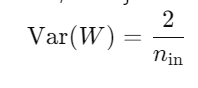 Var(W) = 2 / n_in